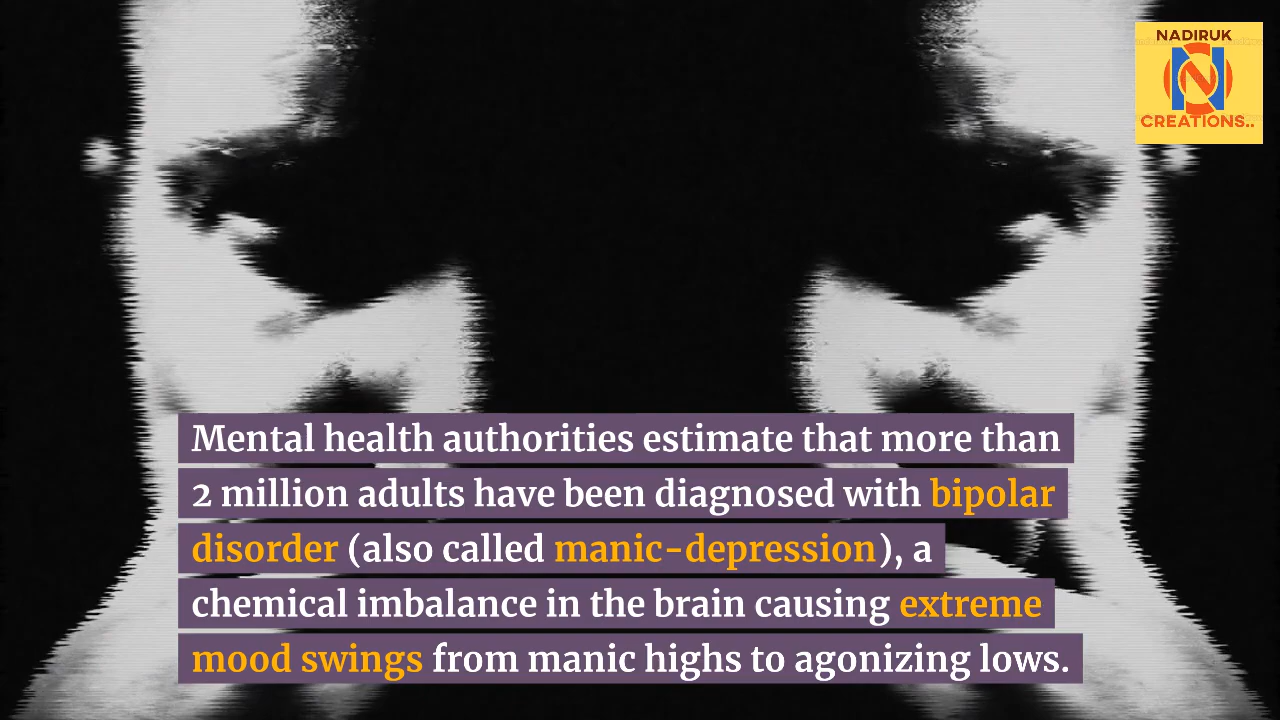 NADIRUK
N
CREATIONS..
Mental health authorities estimate that more than
2 million adults have been diagnosed with bipolar
disorder (also called manic-depression), a
chemical imbalance in the brain causing extreme
mood swings from manic highs to agonizing lows.